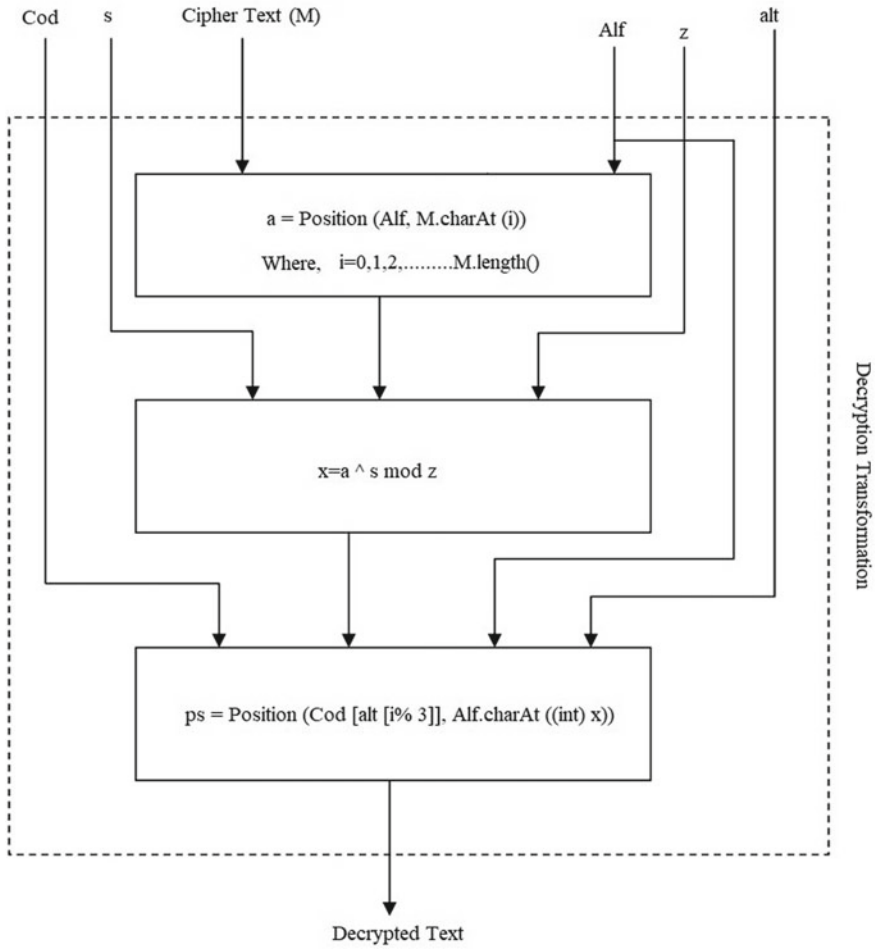 Cod
s
Cipher Text (M)
Alf
z
alt
a = Position (Alf, M.charAt (i))
Where, i=0,1,2,.........M.length()
x=a ^ s mod z
ps = Position (Cod [alt [i% 3]], Alf.charAt ((int) x))
Decryption Transformation
Decrypted Text